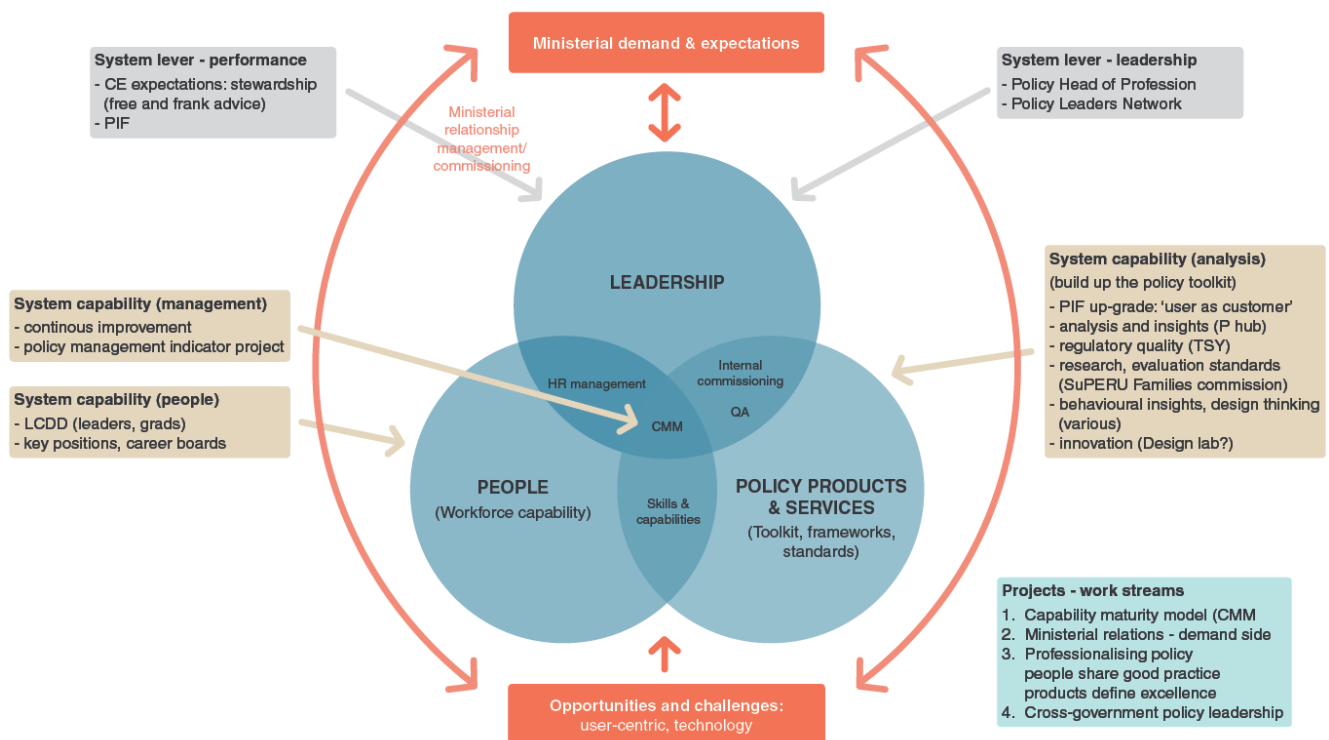 Ministerial demand & expectations
System lever - performance
- CE expectations: stewardship
(free and frank advice)
- PIF
Ministerial
relationship
management/
commissioning
System lever - leadership
- Policy Head of Profession
- Policy Leaders Network
LEADERSHIP
System capability (management)
- continous improvement
- policy management indicator project
System capability (people)
- LCDD (leaders, grads)
- key positions, career boards
System capability (analysis)
(build up the policy toolkit)
- PIF up-grade: ‘user as customer’
- analysis and insights (P hub)
- regulatory quality (TSY)
- research, evaluation standards
(SuPERU Families commission)
- behavioural insights, design thinking
(various)
- innovation (Design lab?)
HR management
Internal
commissioning
QA
CMM
PEOPLE
(Workforce capability)
Skills &
capabilities
POLICY PRODUCTS
& SERVICES
(Toolkit, frameworks,
standards)
Projects - work streams
1. Capability maturity model (CMM
2. Ministerial relations - demand side
3. Professionalising policy
people share good practice
products define excellence
4. Cross-government policy leadership
Opportunities and challenges:
user-centric, technology